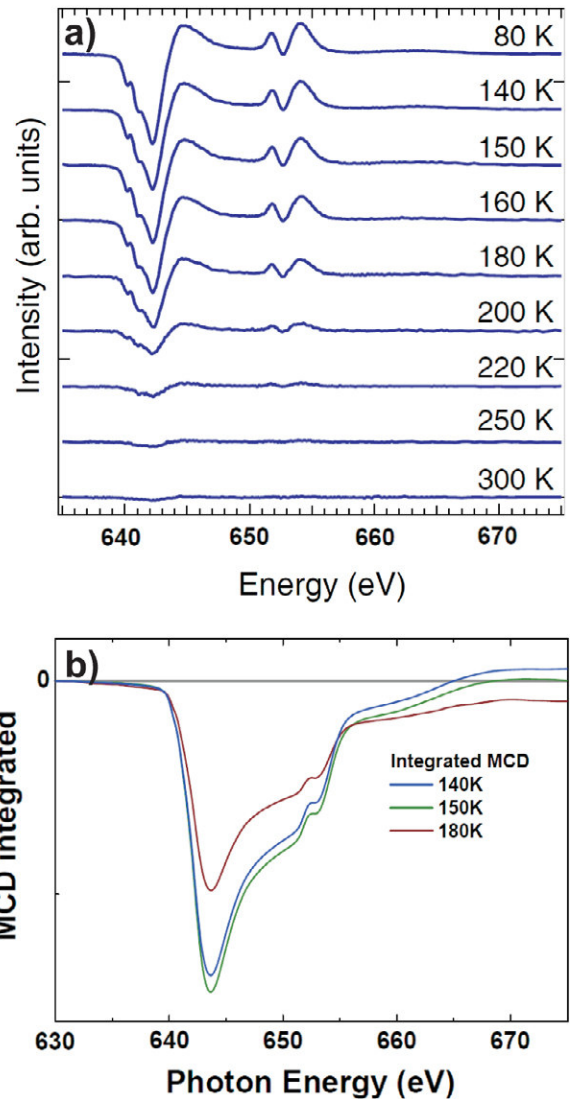 a)
80 K
140 K
150 K
160 K
180 K
200 K
220 K
250 K
300 K
Intensity (arb. units)
640 650 660 670
Energy (eV)
b)
0
MCD Integrated
Integrated MCD
140K
150K
180K
630 640 650 660 670
Photon Energy (eV)